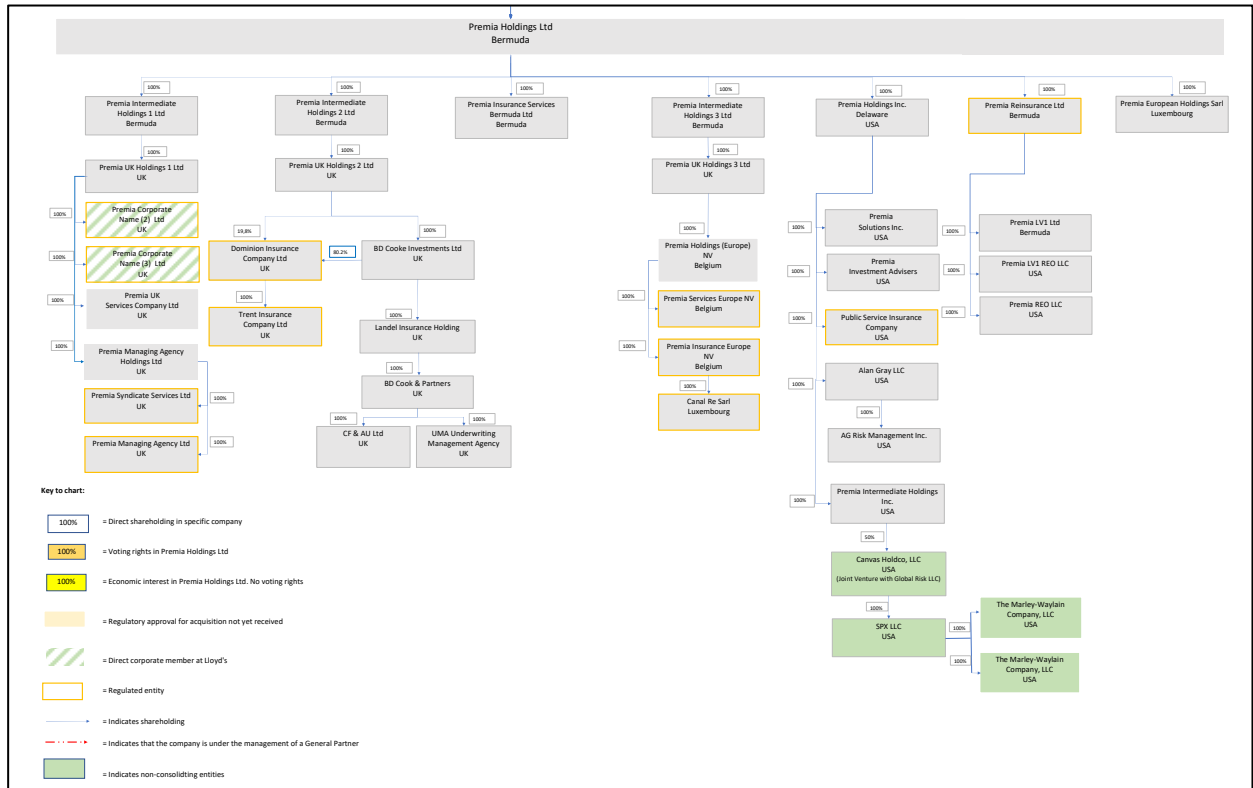 Premia Holdings Ltd
Bermuda
100%
100%
100%
100%
100%
100%
100%
Premia Intermediate
Holdings 1 Ltd
Bermuda
Premia Intermediate
Holdings 2 Ltd
Bermuda
Premia Insurance Services
Bermuda Ltd
Bermuda
Premia Intermediate
Holdings 3 Ltd
Bermuda
Premia Holdings Inc.
Delaware
USA
Premia Reinsurance Ltd
Bermuda
Premia European Holdings Sarl
Luxembourg
100%
100%
100%
Premia UK Holdings 1 Ltd
UK
Premia UK Holdings 2 Ltd
UK
Premia UK Holdings 3 Ltd
UK
100%
Premia Corporate
Name (2) Ltd
UK
100%
Premia Corporate
Name (3) Ltd
UK
100%
Premia UK
Services Company Ltd
UK
100%
Premia Managing Agency
Holdings Ltd
UK
Premia Syndicate Services Ltd
UK
100%
Premia Managing Agency Ltd
UK
100%
19,8%
100%
Dominion Insurance
Company Ltd
UK
80.2%
BD Cooke Investments Ltd
UK
100%
Trent Insurance
Company Ltd
UK
100%
Landel Insurance Holding
UK
100%
BD Cook & Partners
UK
100%
100%
CF & AU Ltd
UK
UMA Underwriting
Management Agency
UK
100%
Premia Holdings (Europe)
NV
Belgium
100%
Premia Services Europe NV
Belgium
100%
Premia Insurance Europe
NV
Belgium
100%
Canal Re Sarl
Luxembourg
100%
Premia
Solutions Inc.
USA
100%
Premia
Investment Advisers
USA
100%
Public Service Insurance
Company
USA
100%
Alan Gray LLC
USA
100%
AG Risk Management Inc.
USA
100%
Premia Intermediate Holdings
Inc.
USA
50%
Canvas Holdco, LLC
USA
(Joint Venture with Global Risk LLC)
100%
SPX LLC
USA
100%
The Marley-Waylain
Company, LLC
USA
100%
The Marley-Waylain
Company, LLC
USA
100%
Premia LV1 Ltd
Bermuda
100%
Premia LV1 REO LLC
USA
100%
Premia REO LLC
USA
Key to chart:
100% = Direct shareholding in specific company
100% = Voting rights in Premia Holdings Ltd
100% = Economic interest in Premia Holdings Ltd. No voting rights
= Regulatory approval for acquisition not yet received
= Direct corporate member at Lloyd's
= Regulated entity
= Indicates shareholding
= Indicates that the company is under the management of a General Partner
= Indicates non-consolidting entities